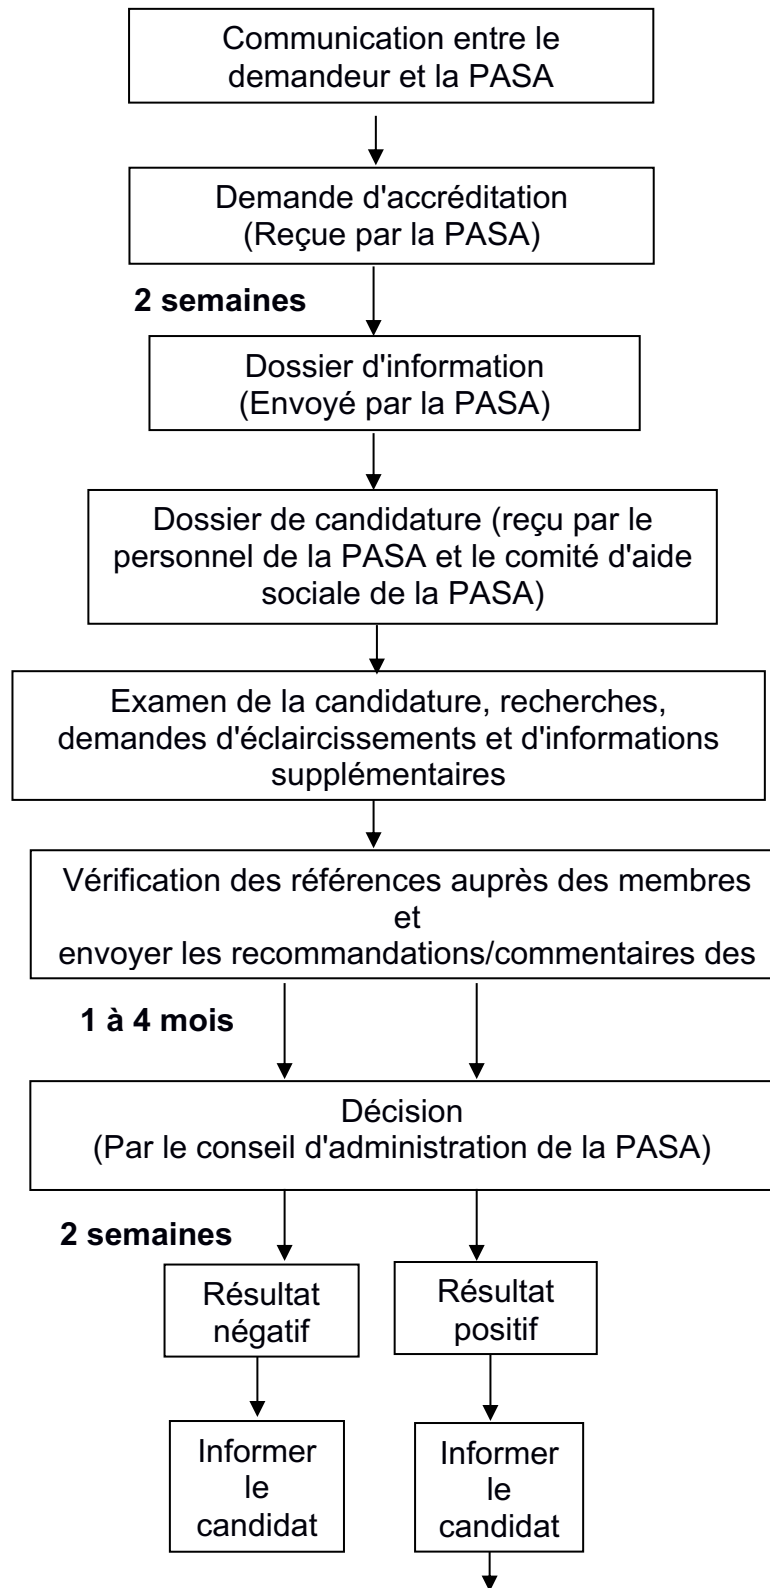 Communication entre le
demandeur et la PASA
Demande d'accréditation
(Reçue par la PASA)
2 semaines
Dossier d'information
(Envoyé par la PASA)
Dossier de candidature (reçu par le
personnel de la PASA et le comité d'aide
sociale de la PASA)
Examen de la candidature, recherches,
demandes d'éclaircissements et d'informations
supplémentaires
Vérification des références auprès des membres
et
envoyer les recommandations/commentaires des
1 à 4 mois
Décision
(Par le conseil d'administration de la PASA)
2 semaines
Résultat
négatif
Résultat
positif
Informer
le
candidat
Informer
le
candidat